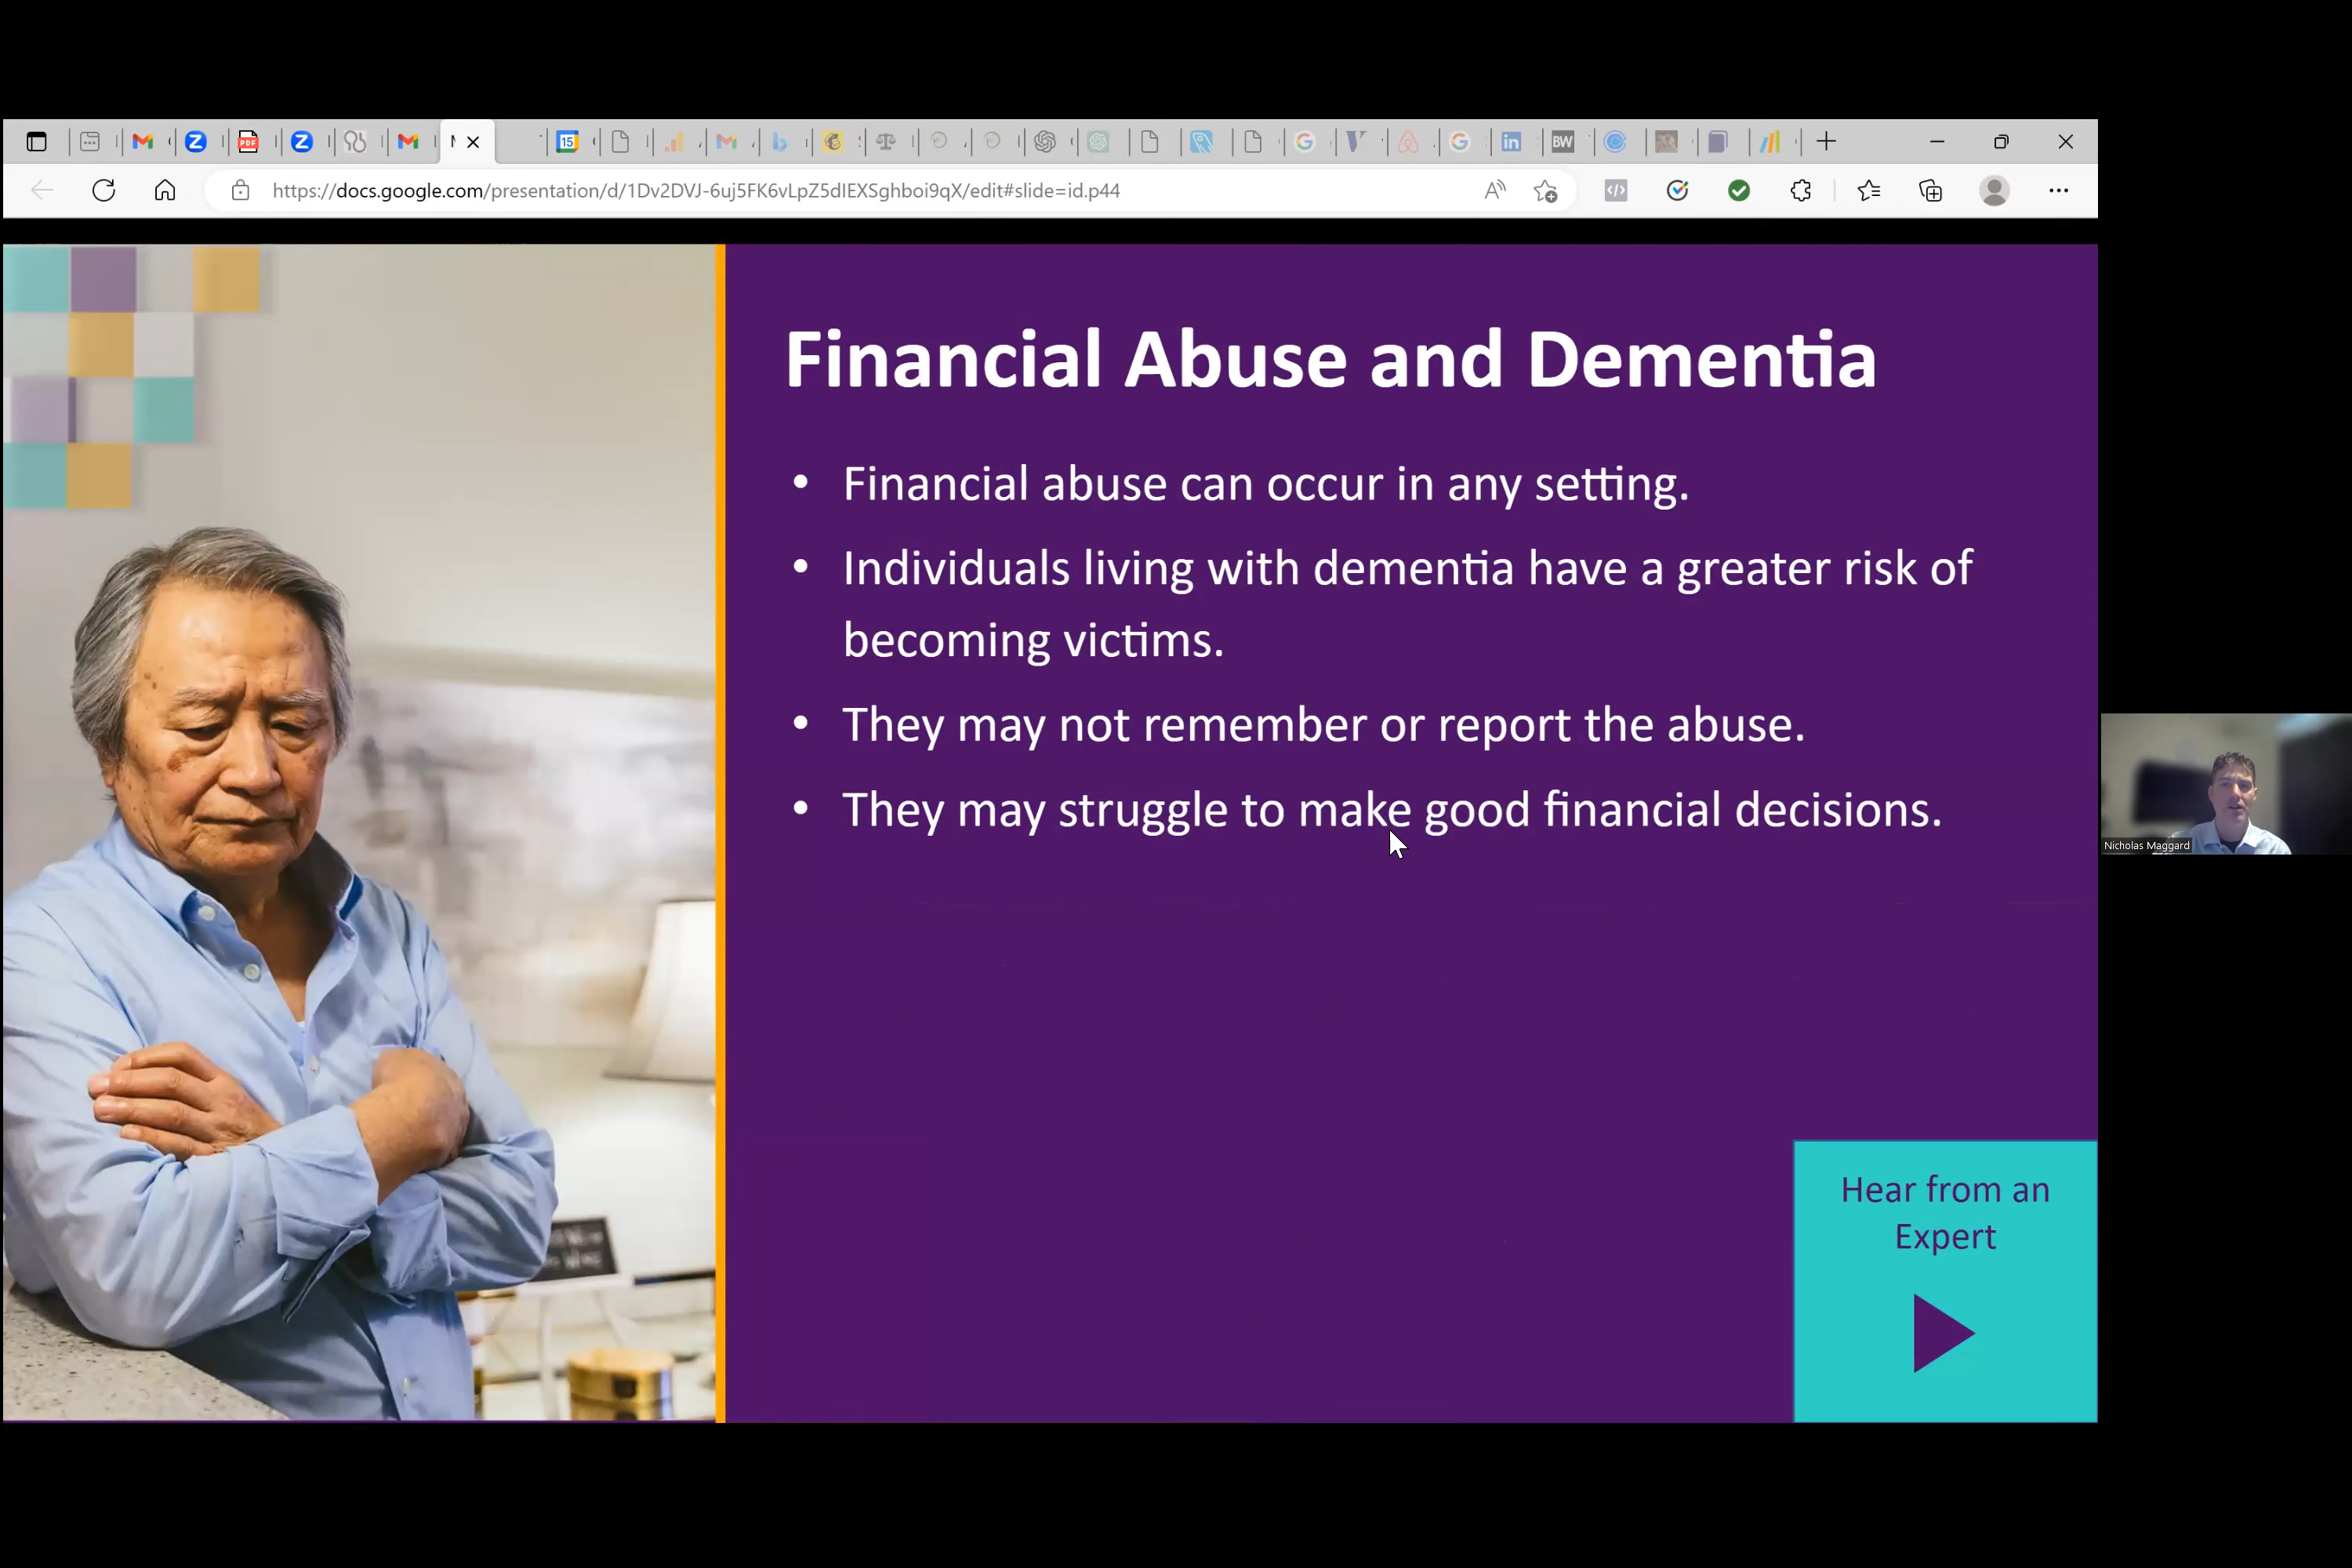 15
BW
https://docs.google.com/presentation/d/1Dv2DVJ-6uj5FK6vLpZ5dIEXSghboi9qX/edit#slide=id.p44
Financial Abuse and Dementia
• Financial abuse can occur in any setting.
• Individuals living with dementia have a greater risk of
becoming victims.
• They may not remember or report the abuse.
• They may struggle to make good financial decisions.
Hear from an
Expert
Nicholas Maggard